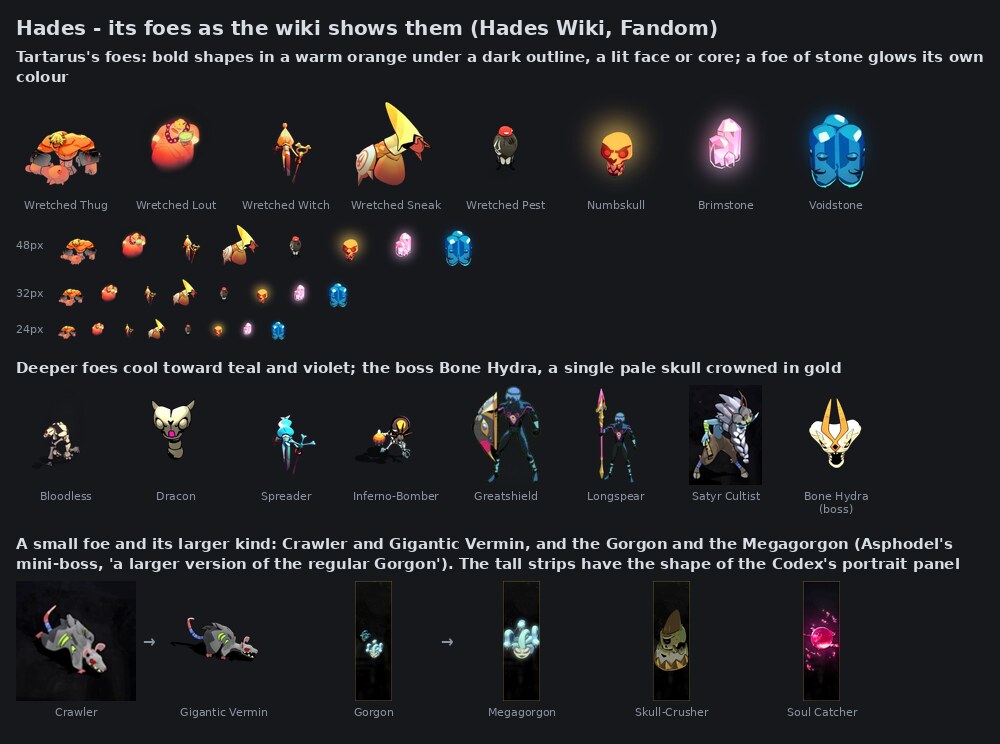 Hades - its foes as the wiki shows them (Hades Wiki, Fandom)
Tartarus's foes: bold shapes in a warm orange under a dark outline, a lit face or core; a foe of stone glows its own
colour
Wretched Thug
Wretched Lout
Wretched Witch
Wretched Sneak
Wretched Pest
Numbskull
Brimstone
Voidstone
48px
32px
24px
Deeper foes cool toward teal and violet; the boss Bone Hydra, a single pale skull crowned in gold
Bloodless
Dracon
Spreader
Inferno-Bomber
Greatshield
Longspear
Satyr Cultist
Bone Hydra
(boss)
A small foe and its larger kind: Crawler and Gigantic Vermin, and the Gorgon and the Megagorgon (Asphodel's
mini-boss, 'a larger version of the regular Gorgon'). The tall strips have the shape of the Codex's portrait panel
→
→
Crawler
Gigantic Vermin
Gorgon
Megagorgon
Skull-Crusher
Soul Catcher